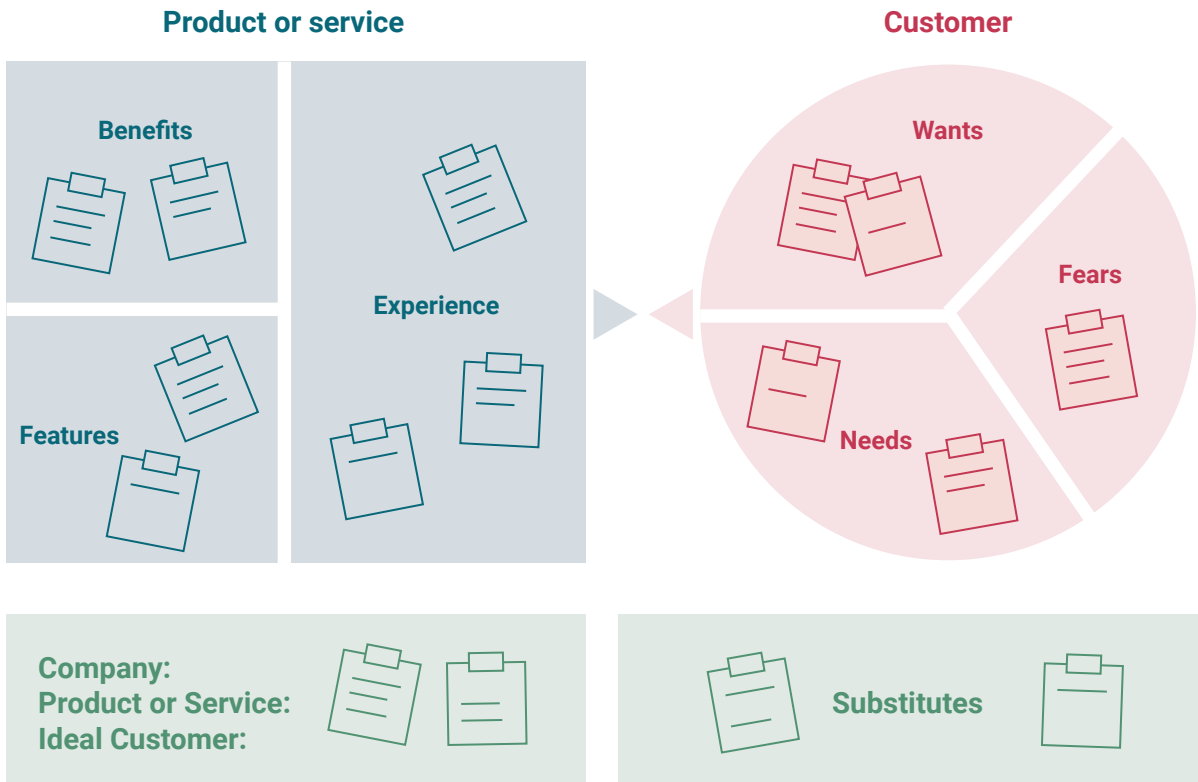 Product or service
Customer
Benefits
Wants
Fears
Experience
Features
Needs
Company:
Product or Service:
Ideal Customer:
Substitutes